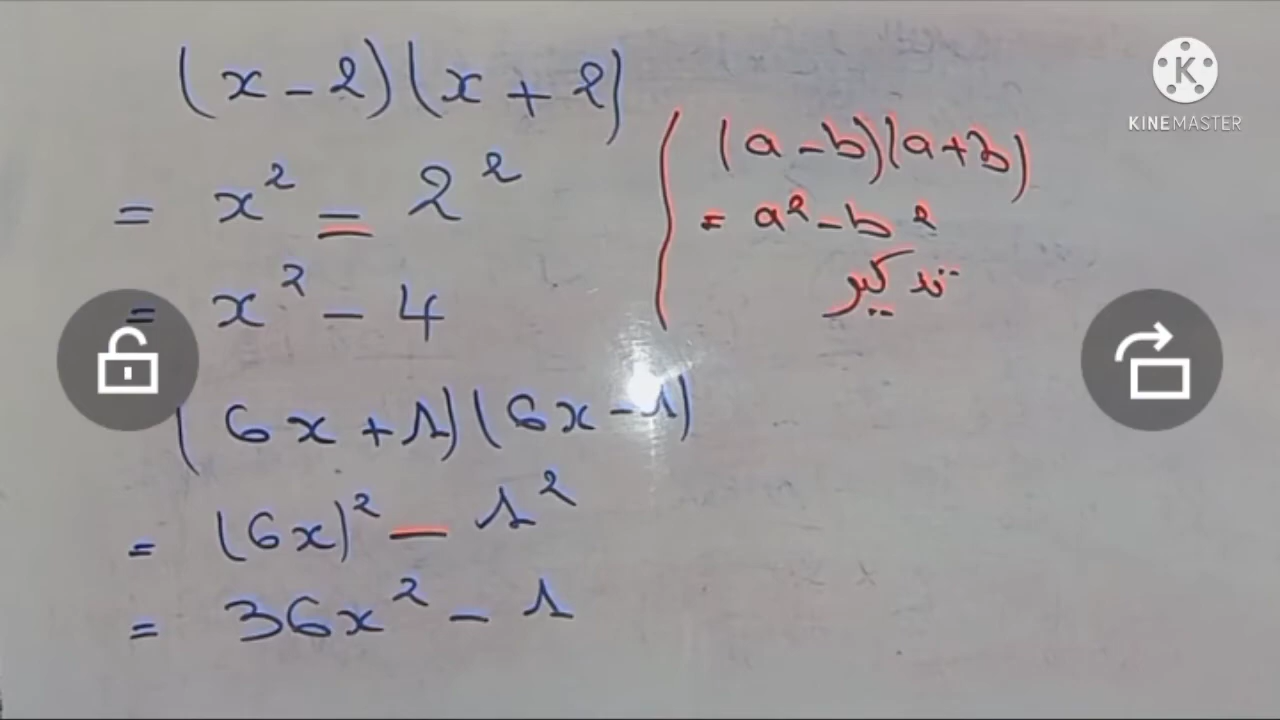 (x - 2)(x + 2)
= x² - 2²
= x² - 4
(a - b)(a + b)
= a² - b²
تذكير
(6x + 1)(6x - 1)
= (6x)² - 1²
= 36x² - 1
KINEMASTER